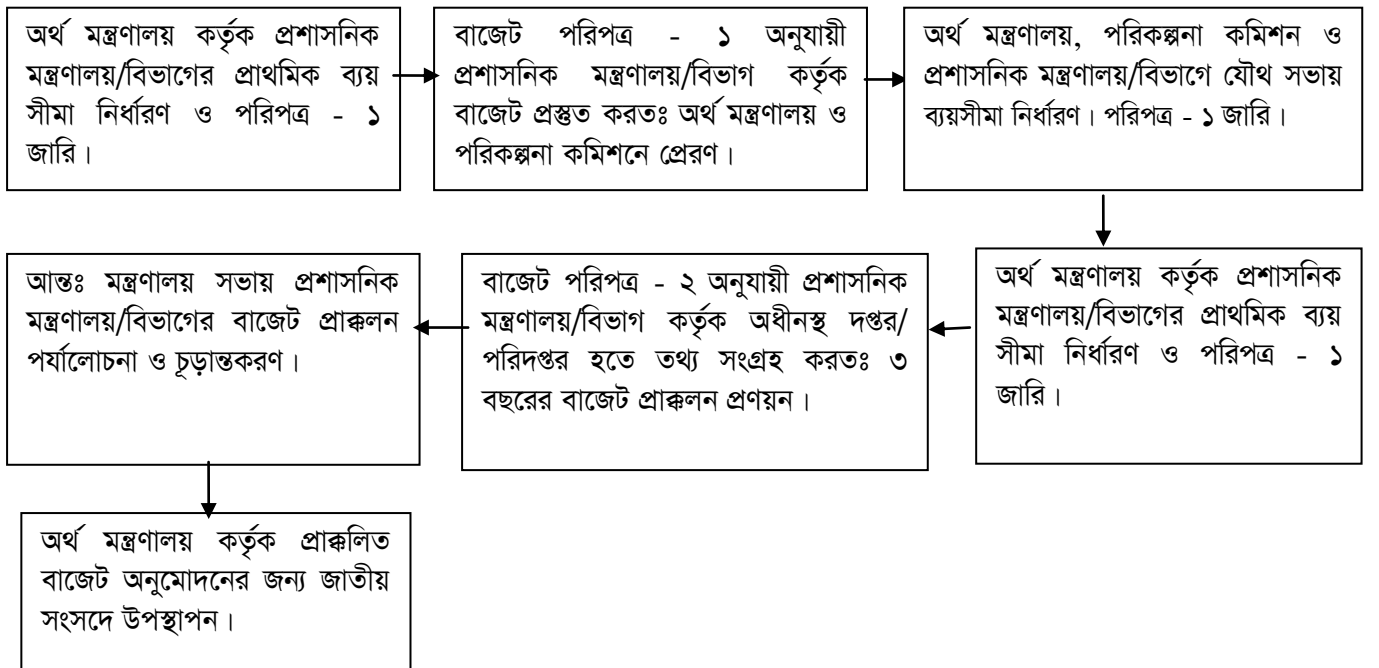 অর্থ মন্ত্রণালয় কর্তৃক প্রশাসনিক
মন্ত্রণালয়/বিভাগের প্রাথমিক ব্যয়
সীমা নির্ধারণ ও পরিপত্র - ১
জারি।
বাজেট পরিপত্র - ১ অনুযায়ী
প্রশাসনিক মন্ত্রণালয়/বিভাগ কর্তৃক
বাজেট প্রস্তুত করতঃ অর্থ মন্ত্রণালয় ও
পরিকল্পনা কমিশনে প্রেরণ।
অর্থ মন্ত্রণালয়, পরিকল্পনা কমিশন ও
প্রশাসনিক মন্ত্রণালয়/বিভাগে যৌথ সভায়
ব্যয়সীমা নির্ধারণ। পরিপত্র - ১ জারি।
অর্থ মন্ত্রণালয় কর্তৃক প্রশাসনিক
মন্ত্রণালয়/বিভাগের প্রাথমিক ব্যয়
সীমা নির্ধারণ ও পরিপত্র - ১
জারি।
বাজেট পরিপত্র - ২ অনুযায়ী প্রশাসনিক
মন্ত্রণালয়/বিভাগ কর্তৃক অধীনস্থ দপ্তর/
পরিদপ্তর হতে তথ্য সংগ্রহ করতঃ ৩
বছরের বাজেট প্রাক্কলন প্রণয়ন।
আন্তঃ মন্ত্রণালয় সভায় প্রশাসনিক
মন্ত্রণালয়/বিভাগের বাজেট প্রাক্কলন
পর্যালোচনা ও চূড়ান্তকরণ।
অর্থ মন্ত্রণালয় কর্তৃক প্রাক্কলিত
বাজেট অনুমোদনের জন্য জাতীয়
সংসদে উপস্থাপন।